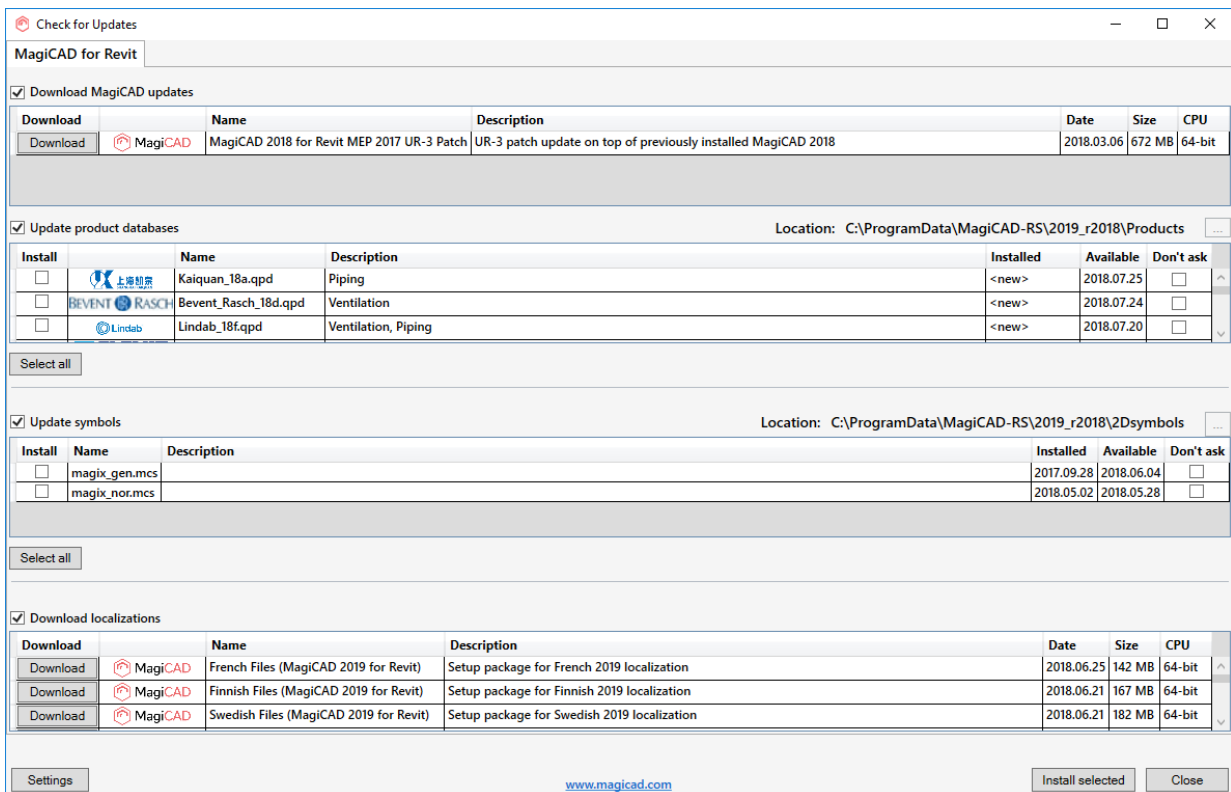 Check for Updates
MagiCAD for Revit
Download MagiCAD updates
Download Name Description Date Size CPU
Download MagiCAD MagiCAD 2018 for Revit MEP 2017 UR-3 Patch UR-3 patch update on top of previously installed MagiCAD 2018 2018.03.06 672 MB 64-bit
Update product databases Location: C:\ProgramData\MagiCAD-RS\2019_r2018\Products ...
Install Name Description Installed Available Don't ask
上海凯泉 Kaiquan_18a.qpd Piping <new> 2018.07.25
BEVENT RASCH Bevent_Rasch_18d.qpd Ventilation <new> 2018.07.24
Lindab Lindab_18f.qpd Ventilation, Piping <new> 2018.07.20
Select all
Update symbols Location: C:\ProgramData\MagiCAD-RS\2019_r2018\2Dsymbols ...
Install Name Description Installed Available Don't ask
magix_gen.mcs 2017.09.28 2018.06.04
magix_nor.mcs 2018.05.02 2018.05.28
Select all
Download localizations
Download Name Description Date Size CPU
Download MagiCAD French Files (MagiCAD 2019 for Revit) Setup package for French 2019 localization 2018.06.25 142 MB 64-bit
Download MagiCAD Finnish Files (MagiCAD 2019 for Revit) Setup package for Finnish 2019 localization 2018.06.21 167 MB 64-bit
Download MagiCAD Swedish Files (MagiCAD 2019 for Revit) Setup package for Swedish 2019 localization 2018.06.21 182 MB 64-bit
Settings www.magicad.com Install selected Close